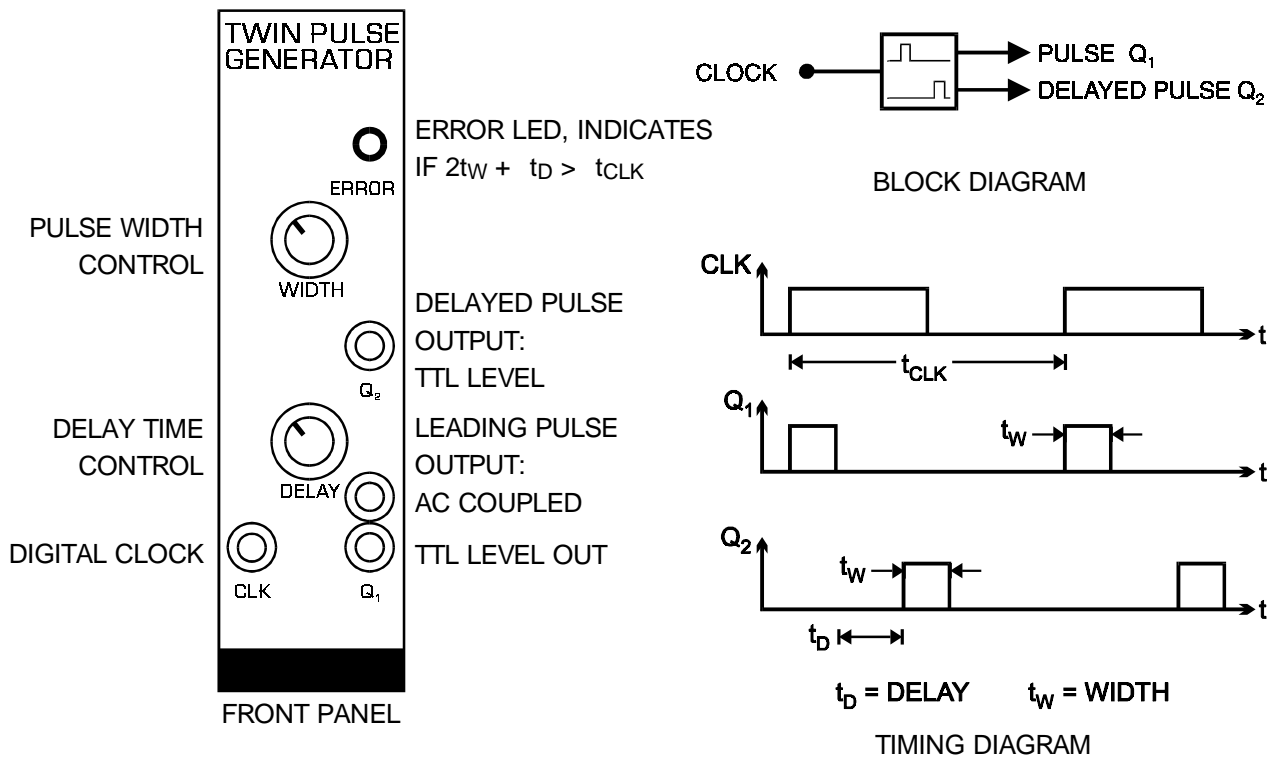 TWIN PULSE
GENERATOR
ERROR LED, INDICATES
IF 2tW + tD > tCLK
ERROR
PULSE WIDTH
CONTROL
WIDTH
DELAYED PULSE
OUTPUT:
TTL LEVEL
Q₂
DELAY TIME
CONTROL
DELAY
LEADING PULSE
OUTPUT:
AC COUPLED
DIGITAL CLOCK
TTL LEVEL OUT
CLK
Q₁
FRONT PANEL
CLOCK
PULSE Q₁
DELAYED PULSE Q₂
BLOCK DIAGRAM
CLK
t
tCLK
Q₁
tW
t
Q₂
tW
t
tD
tD = DELAY tW = WIDTH
TIMING DIAGRAM